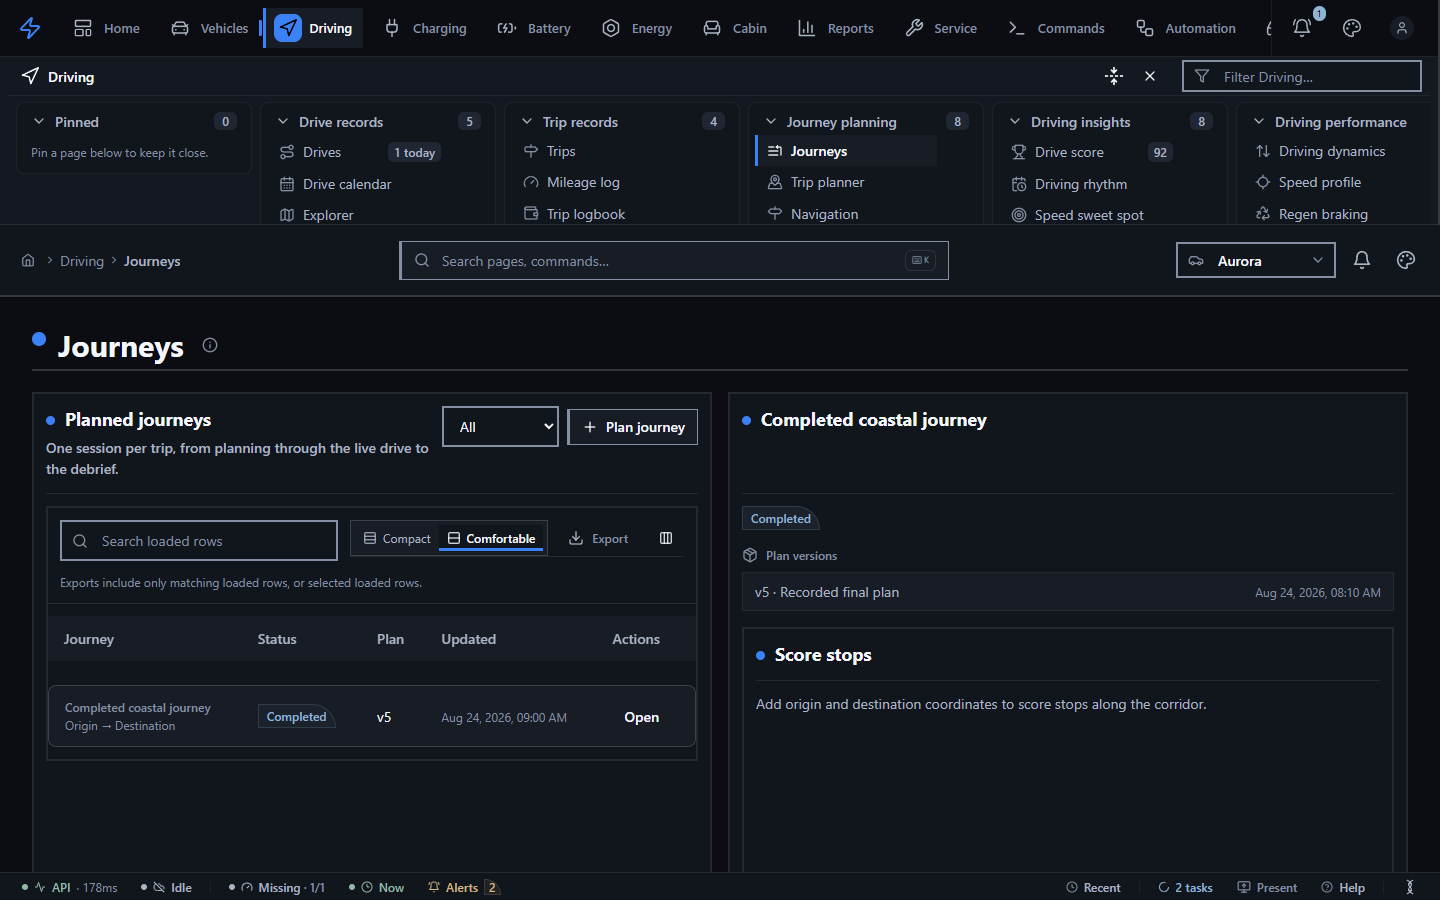 Home
Vehicles
Driving
Charging
Battery
Energy
Cabin
Reports
Service
Commands
Automation
1
Driving
Filter Driving...
Pinned 0
Pin a page below to keep it close.
Drive records 5
Drives 1 today
Drive calendar
Explorer
Trip records 4
Trips
Mileage log
Trip logbook
Journey planning 8
Journeys
Trip planner
Navigation
Driving insights 8
Drive score 92
Driving rhythm
Speed sweet spot
Driving performance
Driving dynamics
Speed profile
Regen braking
Driving > Journeys
Search pages, commands...
K
Aurora
Journeys
Planned journeys
One session per trip, from planning through the live drive to
the debrief.
All
Plan journey
Search loaded rows
Compact
Comfortable
Export
Exports include only matching loaded rows, or selected loaded rows.
Journey Status Plan Updated Actions
Completed coastal journey
Origin → Destination
Completed
v5
Aug 24, 2026, 09:00 AM
Open
Completed coastal journey
Completed
Plan versions
v5 · Recorded final plan
Aug 24, 2026, 08:10 AM
Score stops
Add origin and destination coordinates to score stops along the corridor.
API · 178ms
Idle
Missing · 1/1
Now
Alerts 2
Recent
2 tasks
Present
Help